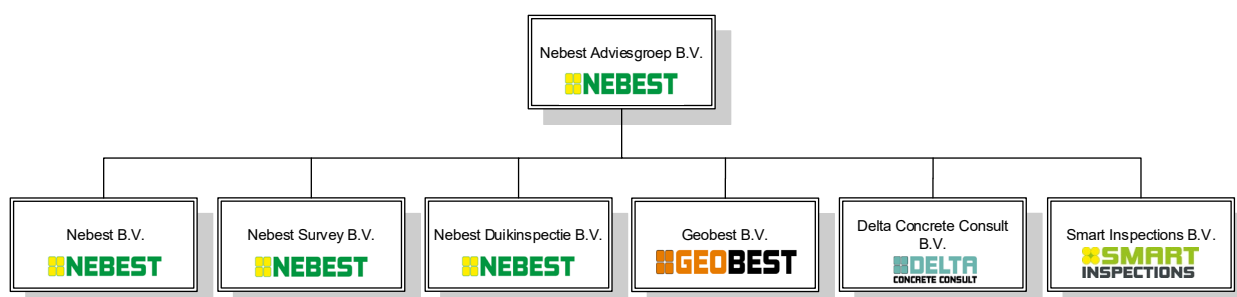 Nebest Adviesgroep B.V.
NEBEST
Nebest B.V.
NEBEST
Nebest Survey B.V.
NEBEST
Nebest Duikinspectie B.V.
NEBEST
Geobest B.V.
GEOBEST
Delta Concrete Consult
B.V.
DELTA
CONCRETE CONSULT
Smart Inspections B.V.
SMART
INSPECTIONS